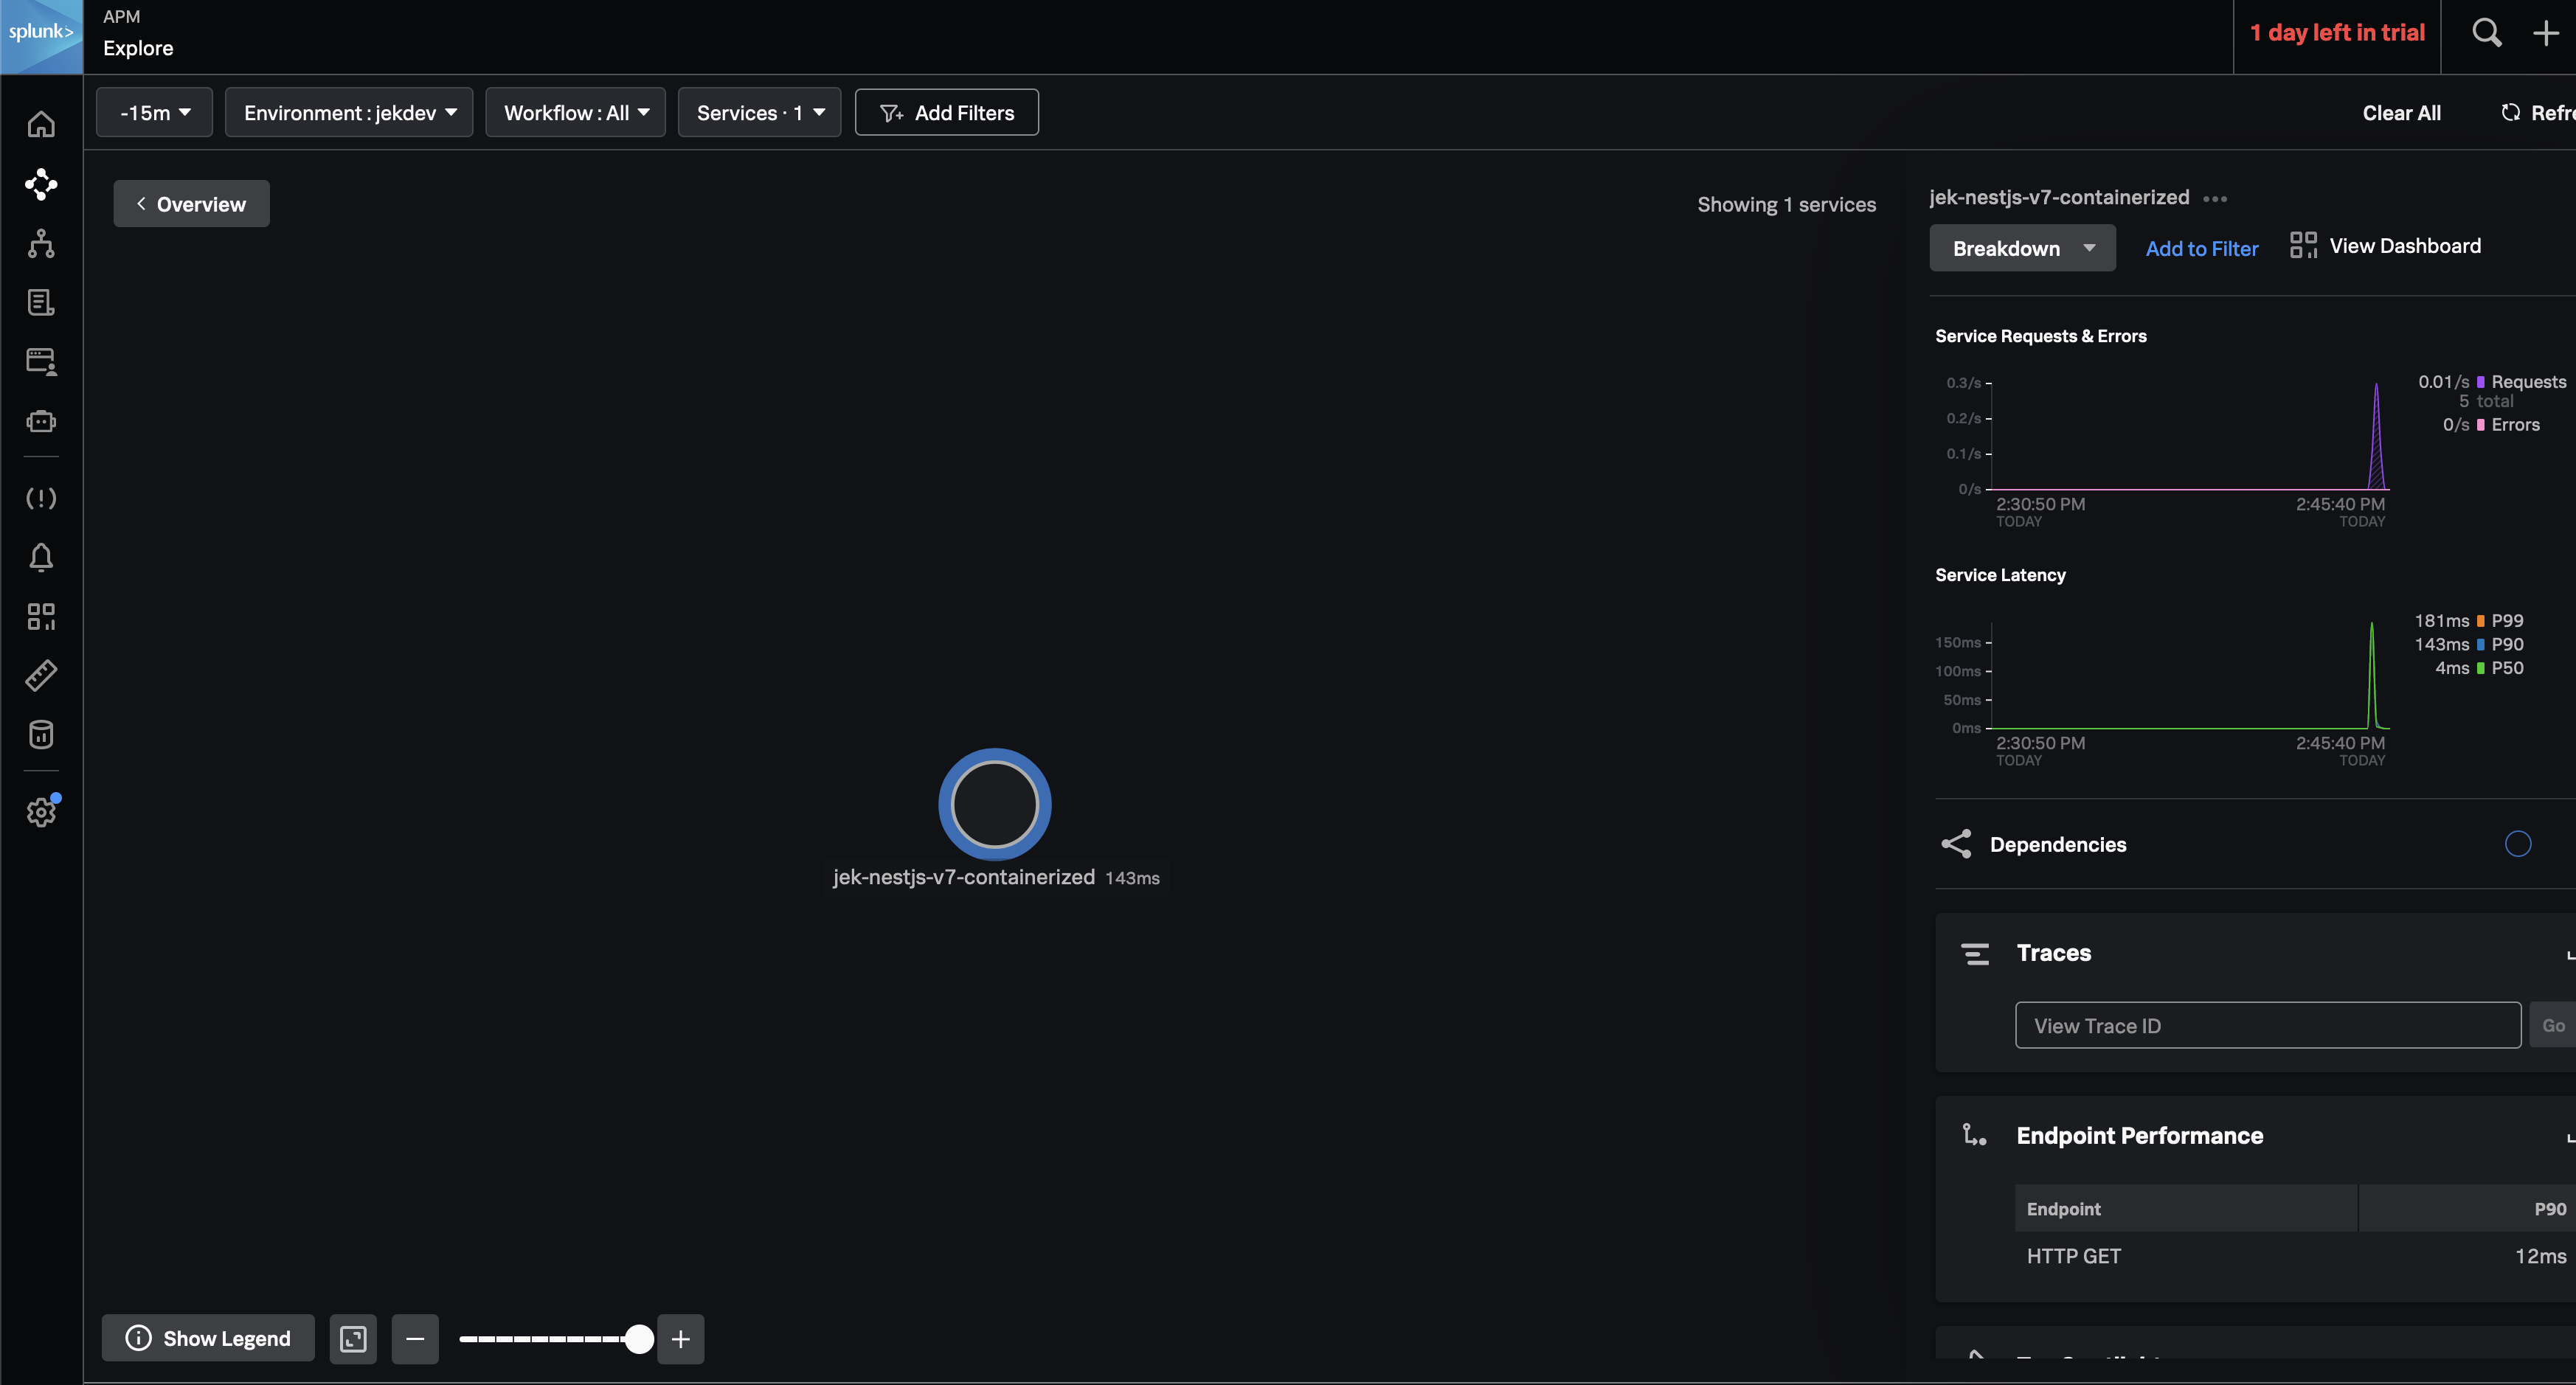 splunk>
APM
Explore
1 day left in trial
-15m
Environment : jekdev
Workflow : All
Services · 1
Add Filters
Clear All
Overview
Showing 1 services
jek-nestjs-v7-containerized
Breakdown
Add to Filter
View Dashboard
Service Requests & Errors
0.3/s
0.2/s
0.1/s
0/s
2:30:50 PM
TODAY
2:45:40 PM
TODAY
0.01/s Requests
5 total
0/s Errors
Service Latency
150ms
100ms
50ms
0ms
2:30:50 PM
TODAY
2:45:40 PM
TODAY
181ms P99
143ms P90
4ms P50
jek-nestjs-v7-containerized 143ms
Dependencies
Traces
View Trace ID
Go
Endpoint Performance
Endpoint
P90
HTTP GET
12ms
Show Legend